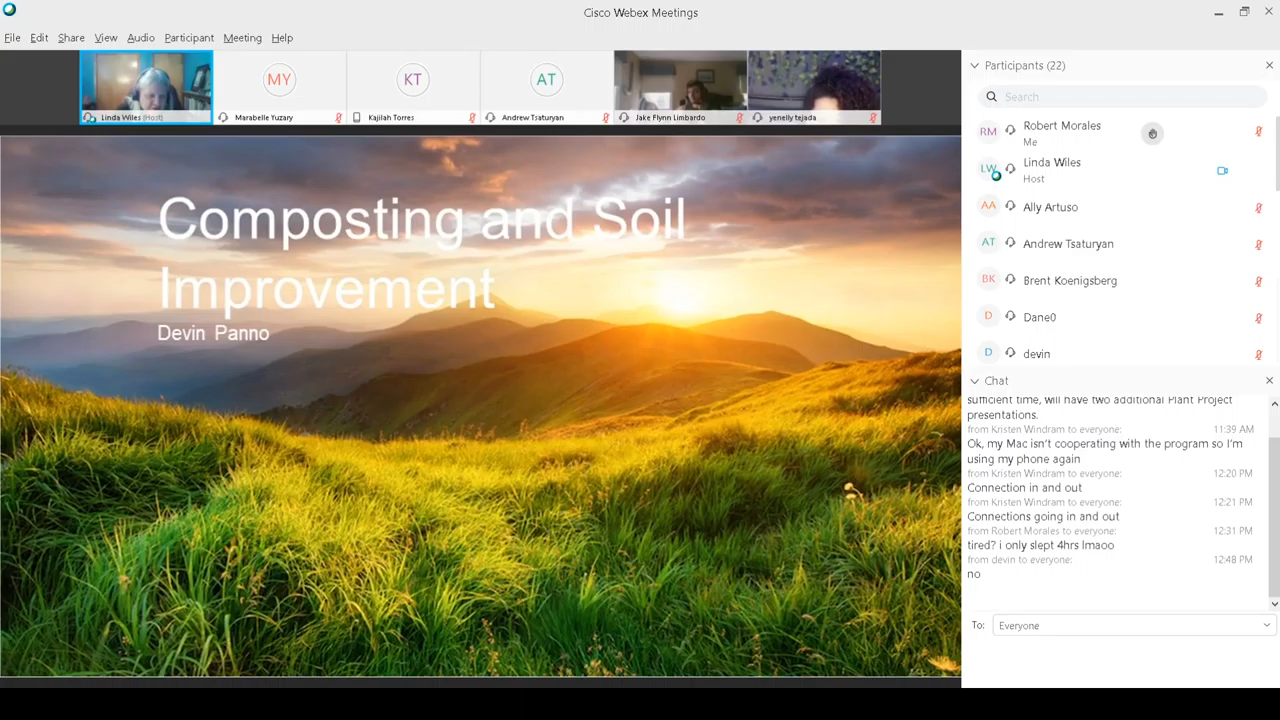 Cisco Webex Meetings
File Edit Share View Audio Participant Meeting Help
MY KT AT
Linda Wiles (Host) Marabelle Yuzary Kajilah Torres Andrew Tsaturyan Jake Flynn Limbardo yenelly tejada
Composting and Soil
Improvement
Devin Panno
Participants (22)
Search
RM Robert Morales
Me
LW Linda Wiles
Host
AA Ally Artuso
AT Andrew Tsaturyan
BK Brent Koenigsberg
D Dane0
D devin
Chat
sufficient time, will have two additional Plant Project
presentations.
from Kristen Windram to everyone: 11:39 AM
Ok, my Mac isn't cooperating with the program so I'm
using my phone again
from Kristen Windram to everyone: 12:20 PM
Connection in and out
from Kristen Windram to everyone: 12:21 PM
Connections going in and out
from Robert Morales to everyone: 12:31 PM
tired? i only slept 4hrs lmaoo
from devin to everyone: 12:48 PM
no
To: Everyone